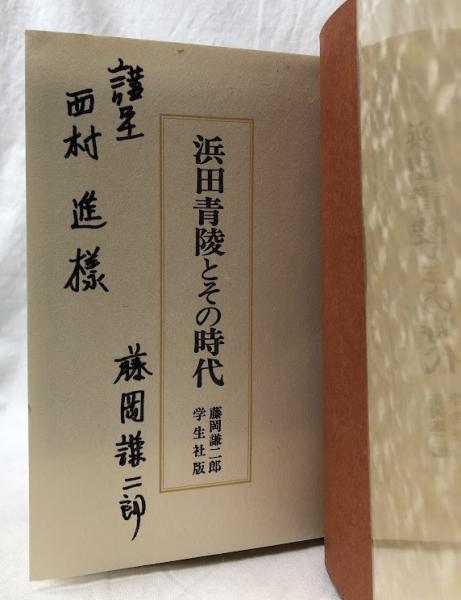 浜田青陵とその時代
藤岡謙二郎
学生社版
謹呈
西村進様
藤岡謙二郎